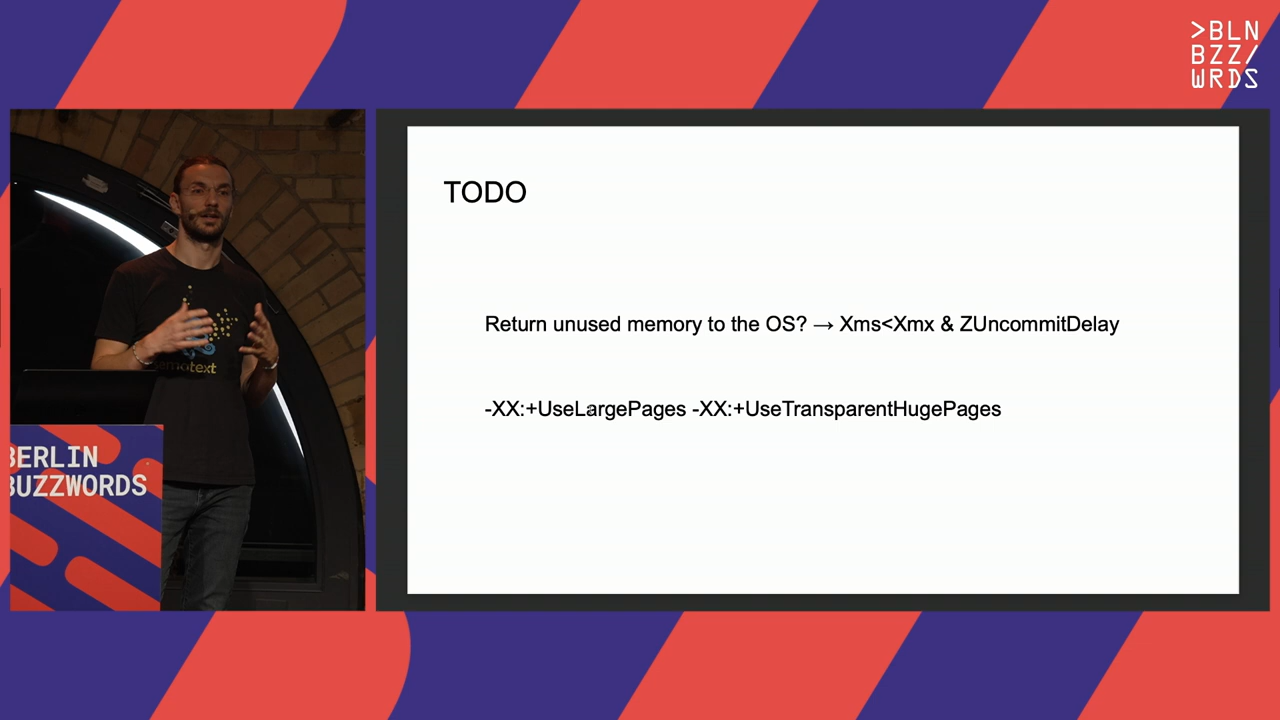 >BLN
BZZ/
WRDS
TODO
Return unused memory to the OS? → Xms<Xmx & ZUncommitDelay
-XX:+UseLargePages -XX:+UseTransparentHugePages
sematext
BERLIN
BUZZWORDS